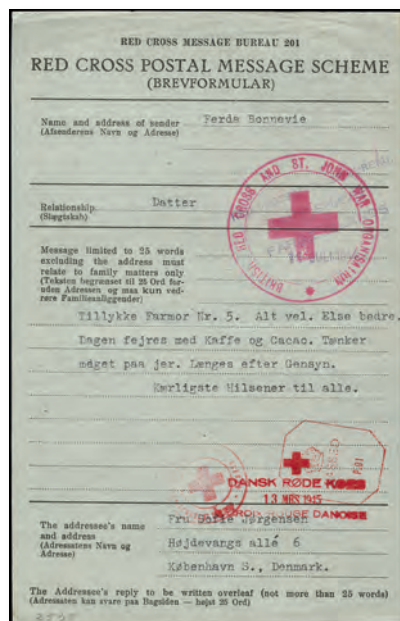 RED CROSS MESSAGE BUREAU 201
RED CROSS POSTAL MESSAGE SCHEME
(BREVFORMULAR)
Name and address of sender Ferda Bonnevie
(Afsenderens Navn og Adresse)
BRITISH RED CROSS AND ST. JOHN WAR ORGANISATION
Relationship Datter
(Slægtskab)
Message limited to 25 words
excluding the address must
relate to family matters only
(Teksten begrænset til 25 Ord for-
uden Adressen og maa kun ved-
røre Familieanliggender)
Tillykke Farmor Nr. 5. Alt vel. Else bedre.
Dagen fejres med Kaffe og Cacao. Tænker
meget paa jer. Længes efter Gensyn.
Kærligste Hilsener til alle.
PASSED
DANSK RØDE KORS
13 MRS 1945
CROIX ROUGE DANOISE
The addressee's name Fru Sofie Jørgensen
and address
(Adressatens Navn og Højdevangs allé 6
Adresse)
København S., Denmark.
The Addressee's reply to be written overleaf (not more than 25 words)
(Adressaten kan svare paa Bagsiden — højst 25 Ord)